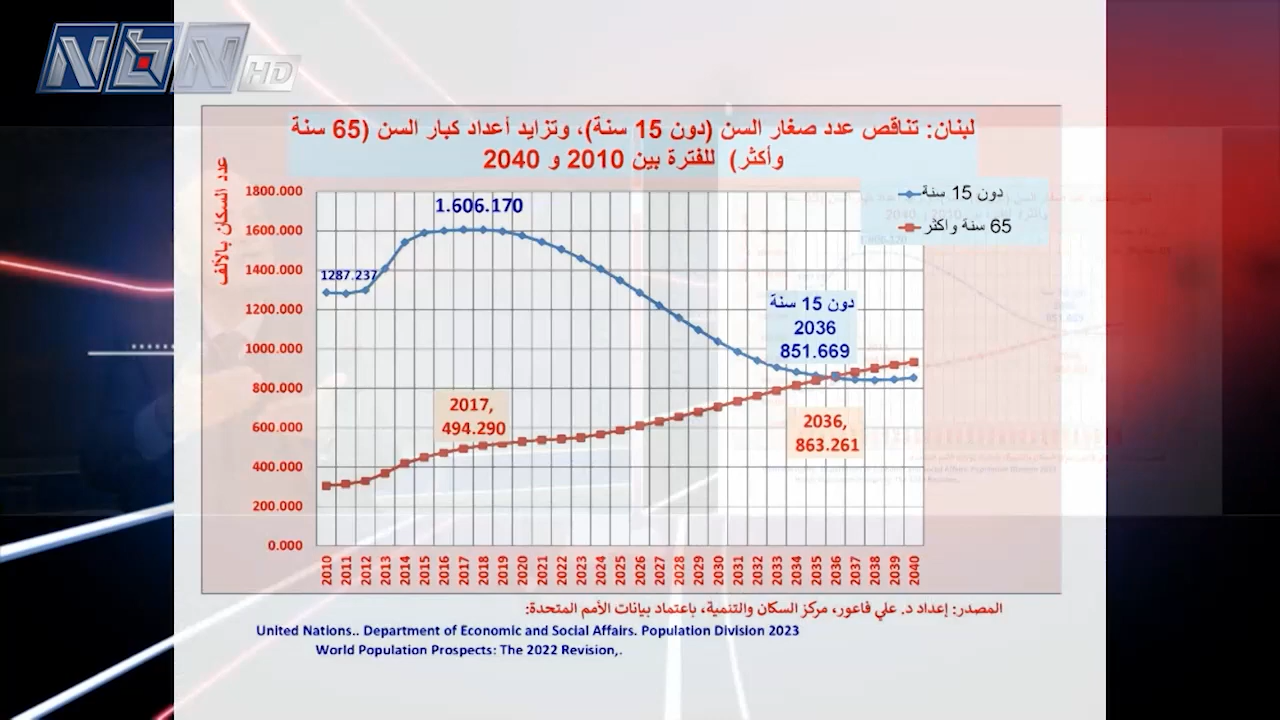 NBN HD
لبنان: تناقص عدد صغار السن (دون 15 سنة)، وتزايد أعداد كبار السن (65 سنة
وأكثر) للفترة بين 2010 و 2040
عدد السكان بالألف
دون 15 سنة
65 سنة واكثر
1800.000
1600.000
1400.000
1200.000
1000.000
800.000
600.000
400.000
200.000
0.000
1.606.170
1287.237
دون 15 سنة
2036
851.669
2017,
494.290
2036,
863.261
2010 2011 2012 2013 2014 2015 2016 2017 2018 2019 2020 2021 2022 2023 2024 2025 2026 2027 2028 2029 2030 2031 2032 2033 2034 2035 2036 2037 2038 2039 2040
المصدر: إعداد د. علي فاعور، مركز السكان والتنمية، باعتماد بيانات الأمم المتحدة:
United Nations.. Department of Economic and Social Affairs. Population Division 2023
World Population Prospects: The 2022 Revision,.